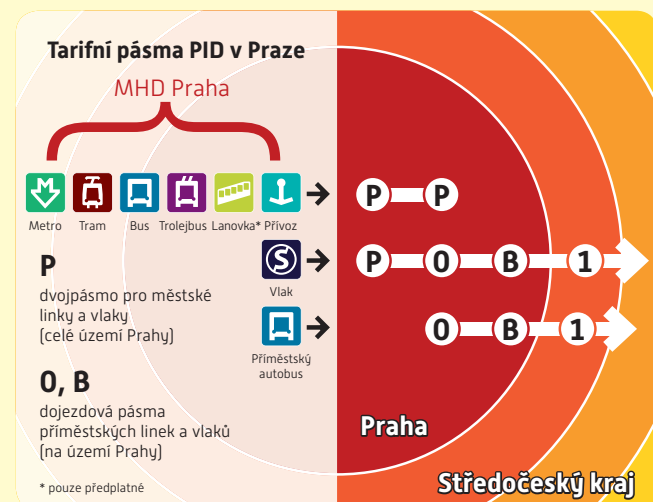 Tarifní pásma PID v Praze
MHD Praha
M
Metro Tram Bus Trolejbus Lanovka* Přívoz
P P
S
Vlak
P 0 B 1
Příměstský
autobus
0 B 1
P
dvojpásmo pro městské
linky a vlaky
(celé území Prahy)
0, B
dojezdová pásma
příměstských linek a vlaků
(na území Prahy)
* pouze předplatné
Praha
Středočeský kraj